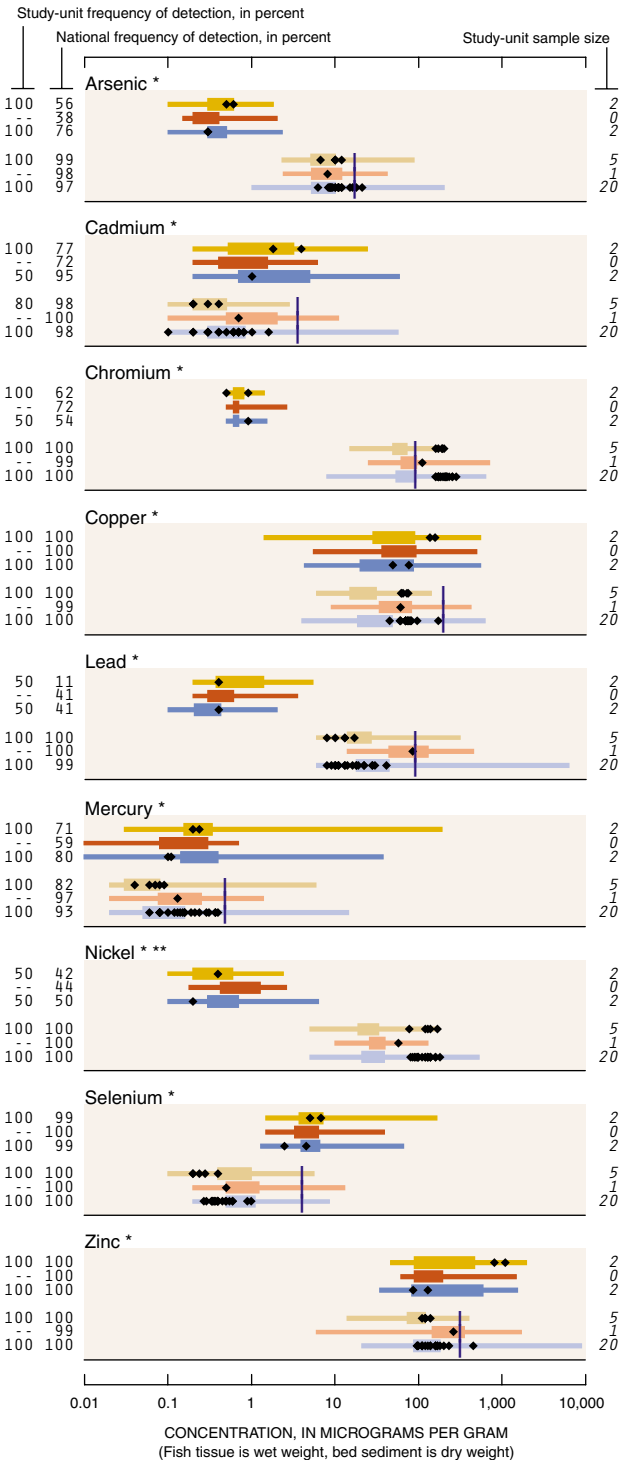 Study-unit frequency of detection, in percent
National frequency of detection, in percent
Study-unit sample size
Arsenic *
100 56 2
-- 38 0
100 76 2
100 99 5
-- 98 1
100 97 20
Cadmium *
100 77 2
-- 72 0
50 95 2
80 98 5
-- 100 1
100 98 20
Chromium *
100 62 2
-- 72 0
50 54 2
100 100 5
-- 99 1
100 100 20
Copper *
100 100 2
-- 100 0
100 100 2
100 100 5
-- 99 1
100 100 20
Lead *
50 11 2
-- 41 0
50 41 2
100 100 5
-- 100 1
100 99 20
Mercury *
100 71 2
-- 59 0
100 80 2
100 82 5
-- 97 1
100 93 20
Nickel * **
50 42 2
-- 44 0
50 50 2
100 100 5
-- 100 1
100 100 20
Selenium *
100 99 2
-- 100 0
100 99 2
100 100 5
-- 100 1
100 100 20
Zinc *
100 100 2
-- 100 0
100 100 2
100 100 5
-- 99 1
100 100 20
0.01 0.1 1 10 100 1,000 10,000
CONCENTRATION, IN MICROGRAMS PER GRAM
(Fish tissue is wet weight, bed sediment is dry weight)